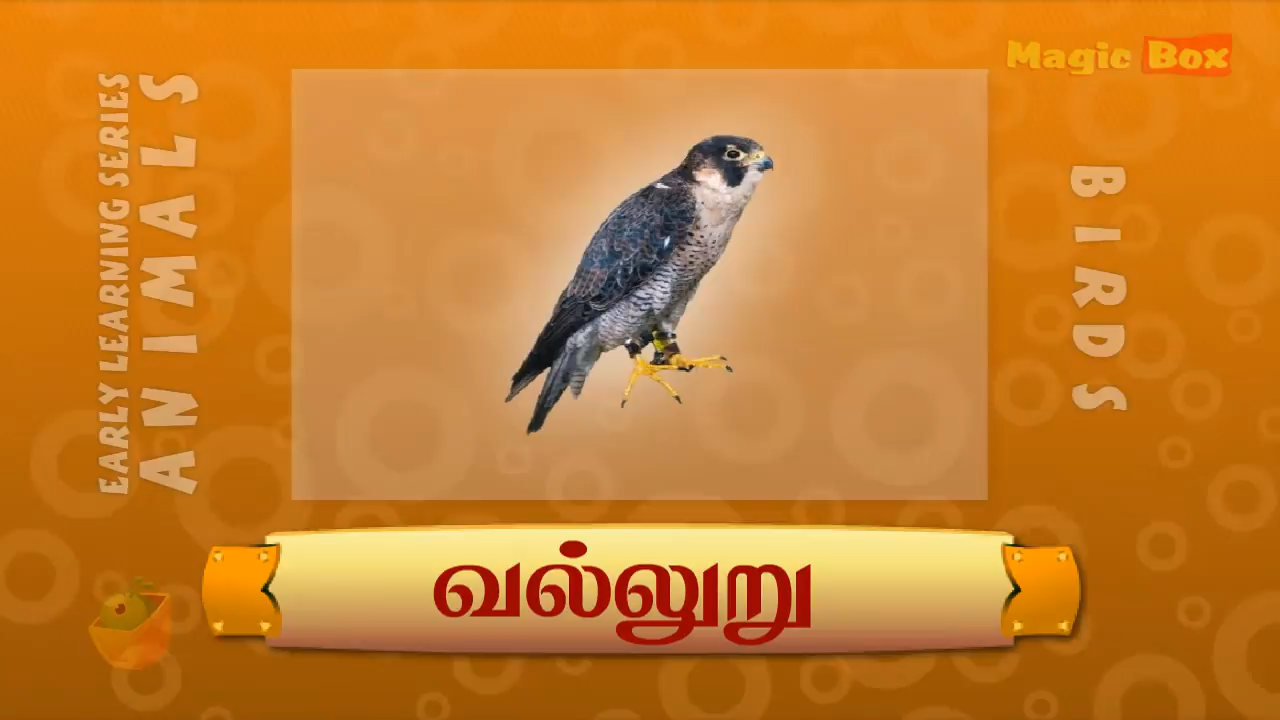 EARLY LEARNING SERIES
ANIMALS
Magic Box
BIRDS
வல்லுறு